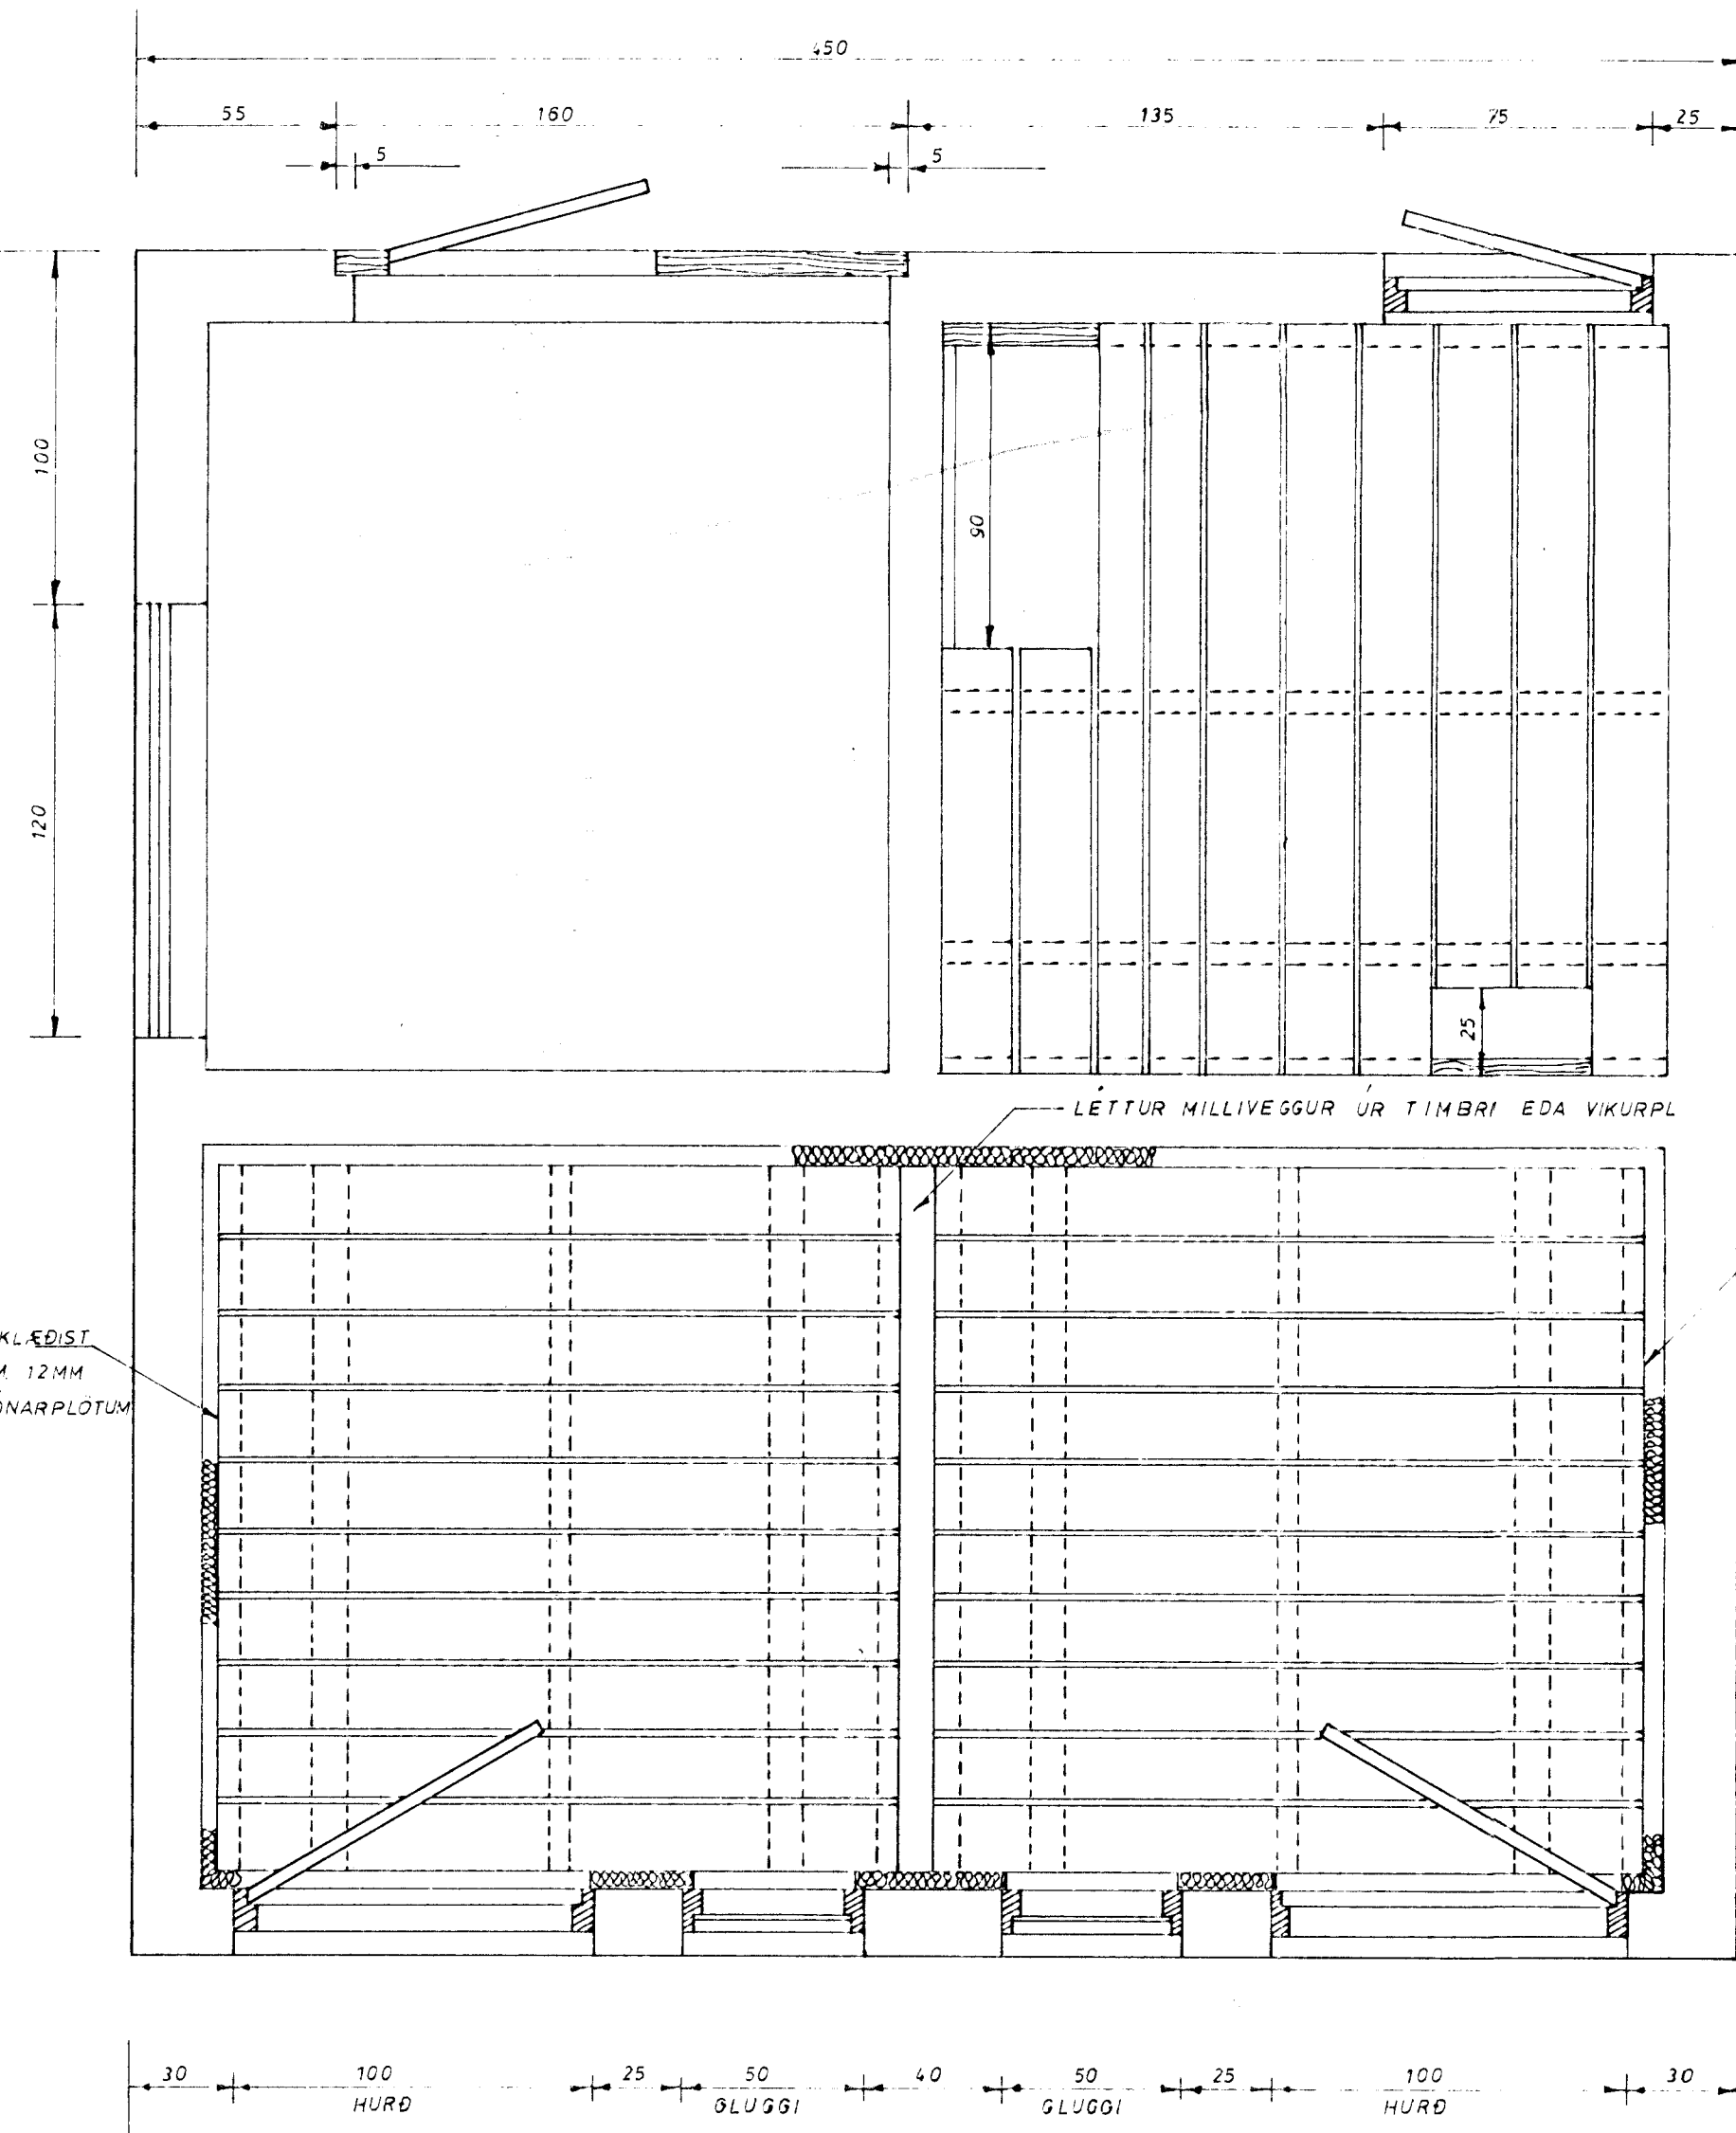 450
55 160 135 75 25
5 5
100
90
120
25
LÉTTUR MILLIVEGGUR ÚR TIMBRI EDA VIKURPL
KLÆÐIST
M. 12MM
ÓNARPLÖTUM
30 100 25 50 40 50 25 100 30
HURÐ GLUGGI GLUGGI HURÐ